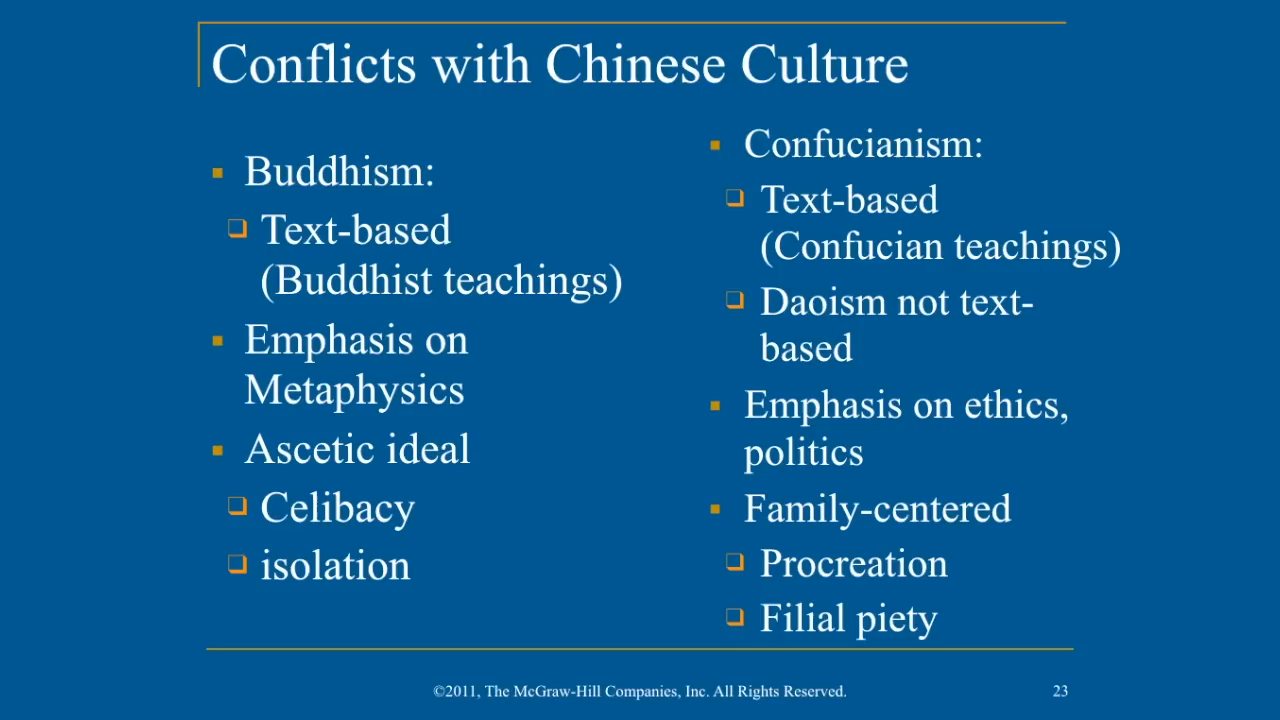 Conflicts with Chinese Culture
Buddhism:
Text-based
(Buddhist teachings)
Emphasis on
Metaphysics
Ascetic ideal
Celibacy
isolation
Confucianism:
Text-based
(Confucian teachings)
Daoism not text-
based
Emphasis on ethics,
politics
Family-centered
Procreation
Filial piety
©2011, The McGraw-Hill Companies, Inc. All Rights Reserved.
23